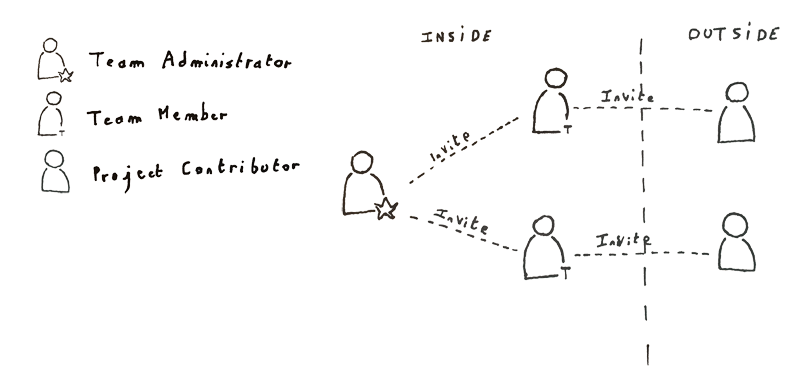 INSIDE
OUTSIDE
Team Administrator
Team Member
Project Contributor
Invite
Invite
Invite
Invite
T
T
T